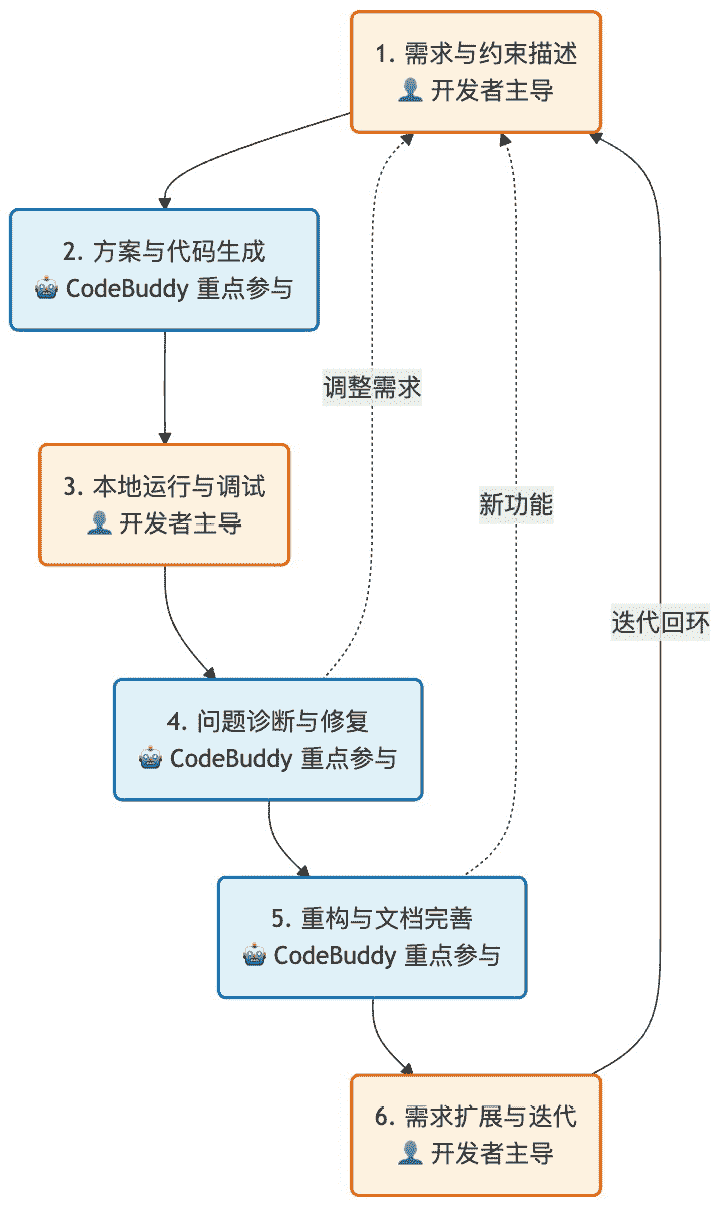 1. 需求与约束描述
👤 开发者主导
2. 方案与代码生成
🤖 CodeBuddy 重点参与
调整需求
3. 本地运行与调试
👤 开发者主导
新功能
迭代回环
4. 问题诊断与修复
🤖 CodeBuddy 重点参与
5. 重构与文档完善
🤖 CodeBuddy 重点参与
6. 需求扩展与迭代
👤 开发者主导